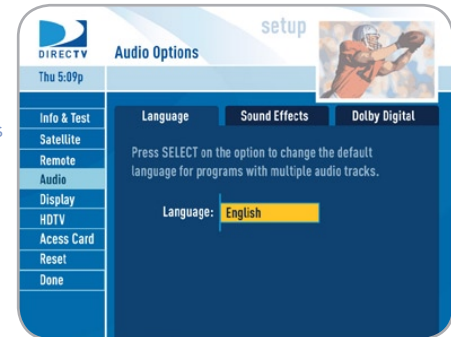 setup
DIRECTV
Audio Options
Thu 5:09p
Language
Sound Effects
Dolby Digital
Info & Test
Satellite
Remote
Audio
Display
HDTV
Acess Card
Reset
Done
Press SELECT on the option to change the default
language for programs with multiple audio tracks.
Language: English